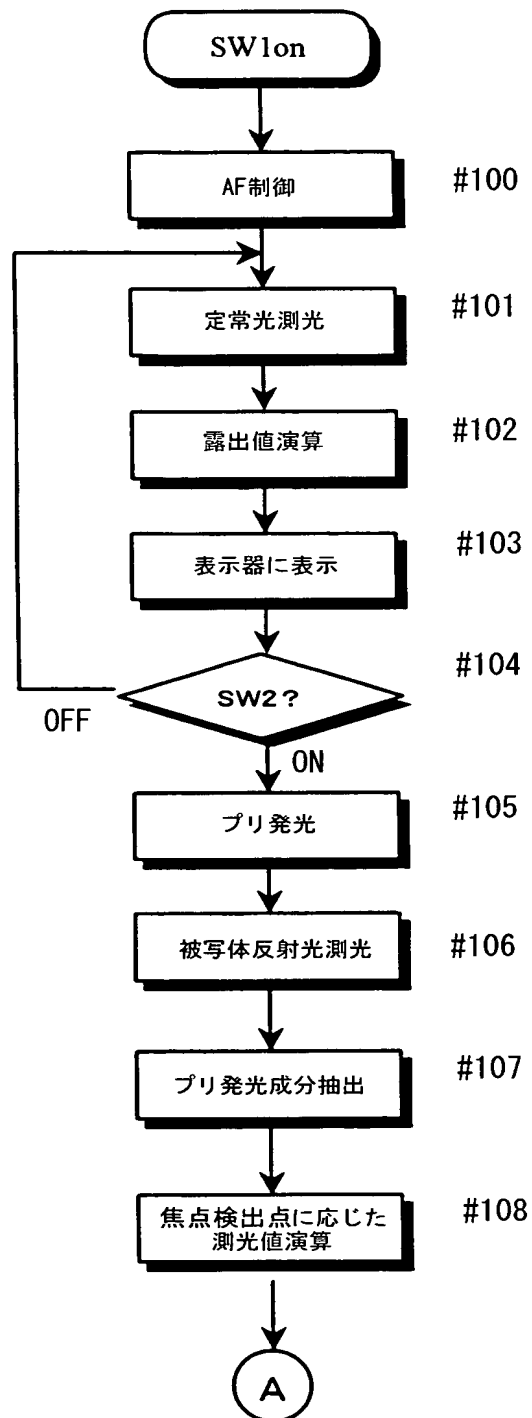 SW1on
AF制御
#100
定常光測光
#101
露出値演算
#102
表示器に表示
#103
SW2?
#104
OFF
ON
プリ発光
#105
被写体反射光測光
#106
プリ発光成分抽出
#107
焦点検出点に応じた
測光値演算
#108
A